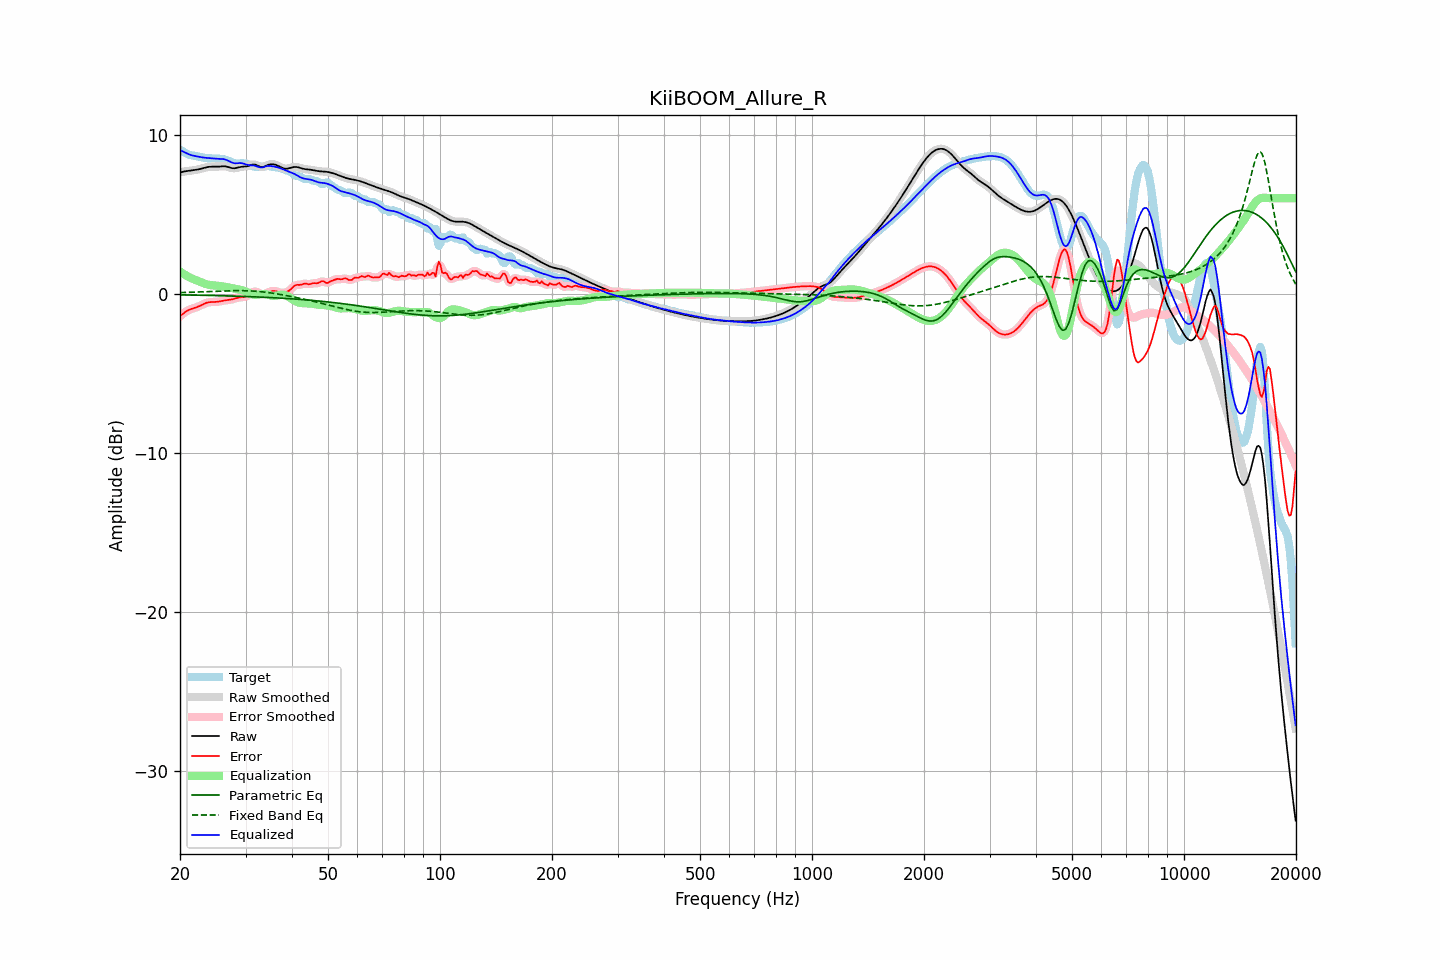 KiiBOOM_Allure_R
Amplitude (dBr)
10
0
−10
−20
−30
Target
Raw Smoothed
Error Smoothed
Raw
Error
Equalization
Parametric Eq
Fixed Band Eq
Equalized
20 50 100 200 500 1000 2000 5000 10000 20000
Frequency (Hz)